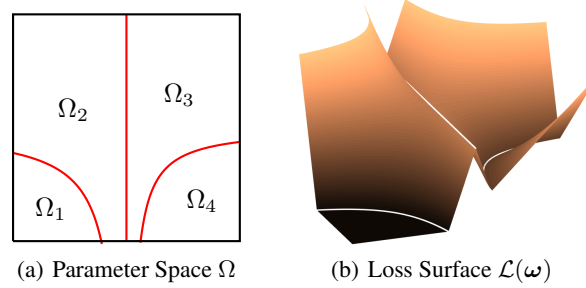 Ω₂ Ω₃
Ω₁ Ω₄
(a) Parameter Space Ω (b) Loss Surface ℒ(𝝎)